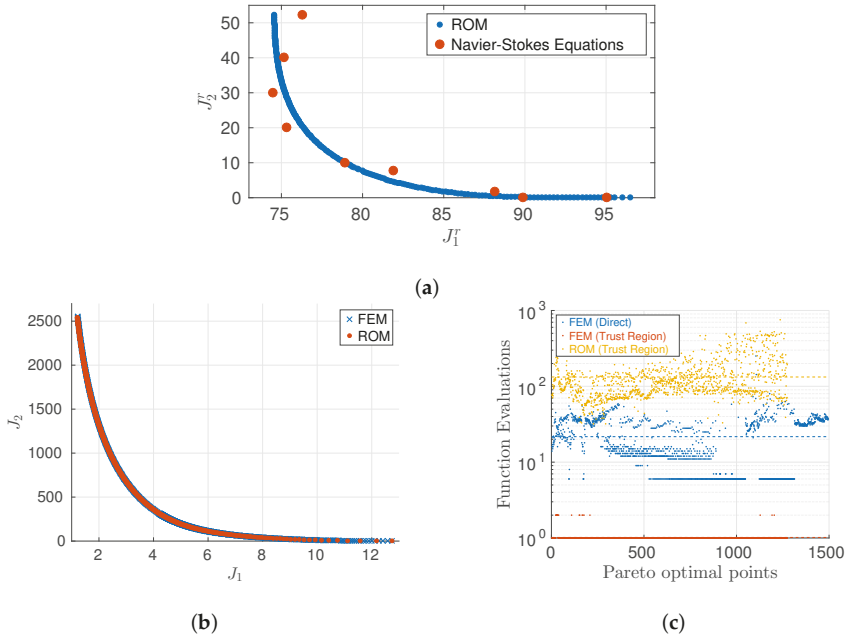 50
40
30
20
10
0
J_2^r
ROM
Navier-Stokes Equations
75 80 85 90 95
J_1^r
(a)
2500
2000
1500
1000
500
0
J_2
FEM
ROM
2 4 6 8 10 12
J_1
(b)
10^3
10^2
10^1
10^0
Function Evaluations
FEM (Direct)
FEM (Trust Region)
ROM (Trust Region)
0 500 1000 1500
Pareto optimal points
(c)